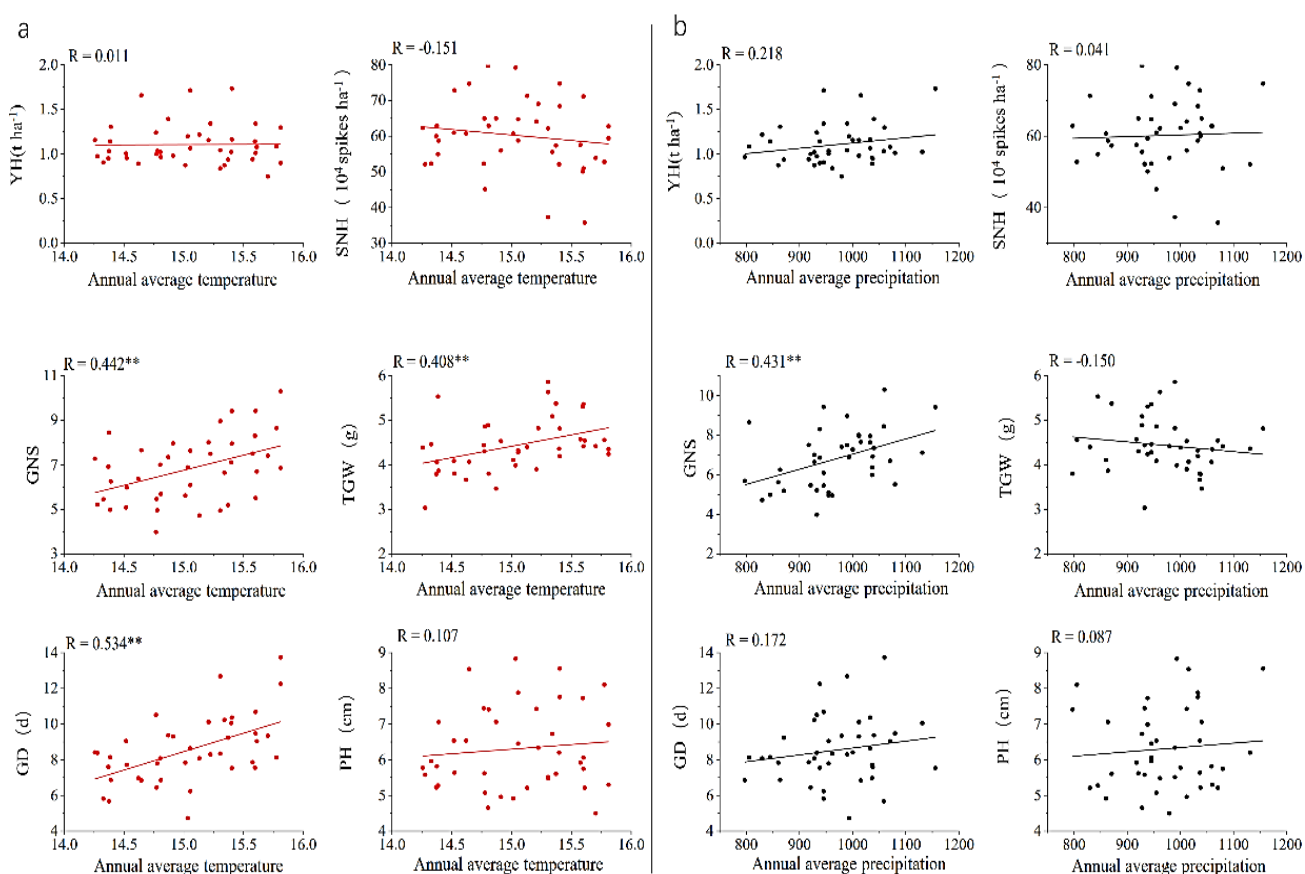 a
R = 0.011
YH(t ha⁻¹)
2.0
1.5
1.0
0.5
0.0
14.0 14.5 15.0 15.5 16.0
Annual average temperature
R = -0.151
SNH ( 10⁴ spikes ha⁻¹ )
80
70
60
50
40
30
14.0 14.5 15.0 15.5 16.0
Annual average temperature
b
R = 0.218
YH(t ha⁻¹)
2.0
1.5
1.0
0.5
0.0
800 900 1000 1100 1200
Annual average precipitation
R = 0.041
SNH ( 10⁴ spikes ha⁻¹ )
80
60
40
800 900 1000 1100 1200
Annual average precipitation
R = 0.442**
GNS
11
9
7
5
3
14.0 14.5 15.0 15.5 16.0
Annual average temperature
R = 0.408**
TGW (g)
6
5
4
3
2
14.0 14.5 15.0 15.5 16.0
Annual average temperature
R = 0.431**
GNS
10
8
6
4
2
800 900 1000 1100 1200
Annual average precipitation
R = -0.150
TGW (g)
6
4
2
800 900 1000 1100 1200
Annual average precipitation
R = 0.534**
GD (d)
14
12
10
8
6
4
14.0 14.5 15.0 15.5 16.0
Annual average temperature
R = 0.107
PH (cm)
9
8
7
6
5
4
14.0 14.5 15.0 15.5 16.0
Annual average temperature
R = 0.172
GD (d)
14
12
10
8
6
4
800 900 1000 1100 1200
Annual average precipitation
R = 0.087
PH (cm)
9
8
7
6
5
4
800 900 1000 1100 1200
Annual average precipitation